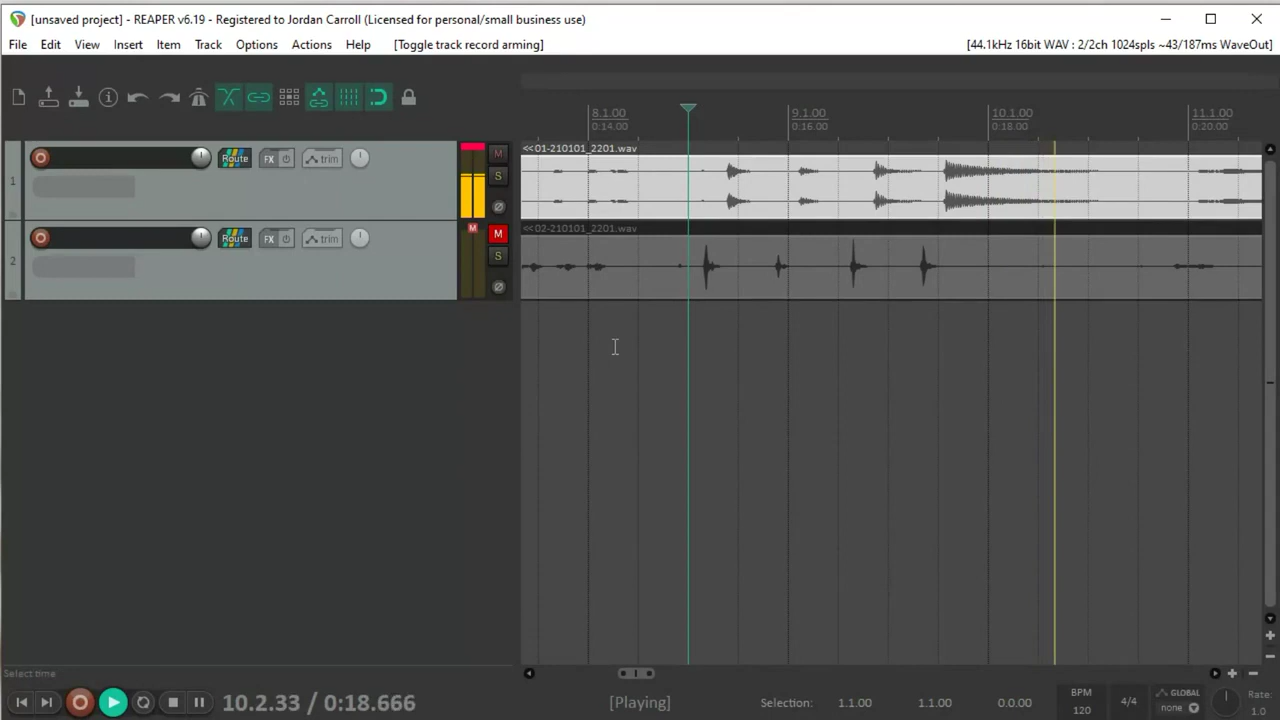 [unsaved project] - REAPER v6.19 - Registered to Jordan Carroll (Licensed for personal/small business use)
File Edit View Insert Item Track Options Actions Help [Toggle track record arming] [44.1kHz 16bit WAV : 2/2ch 1024spls ~43/187ms WaveOut]
8.1.00 9.1.00 10.1.00 11.1.00
0:14.00 0:16.00 0:18.00 0:20.00
<<01-210101_2201.wav
Route FX trim M
1 S
<<02-210101_2201.wav
M
Route FX trim M
2 S
Select time
10.2.33 / 0:18.666 [Playing] Selection: 1.1.00 1.1.00 0.0.00 BPM 120 4/4 GLOBAL none Rate: 1.0